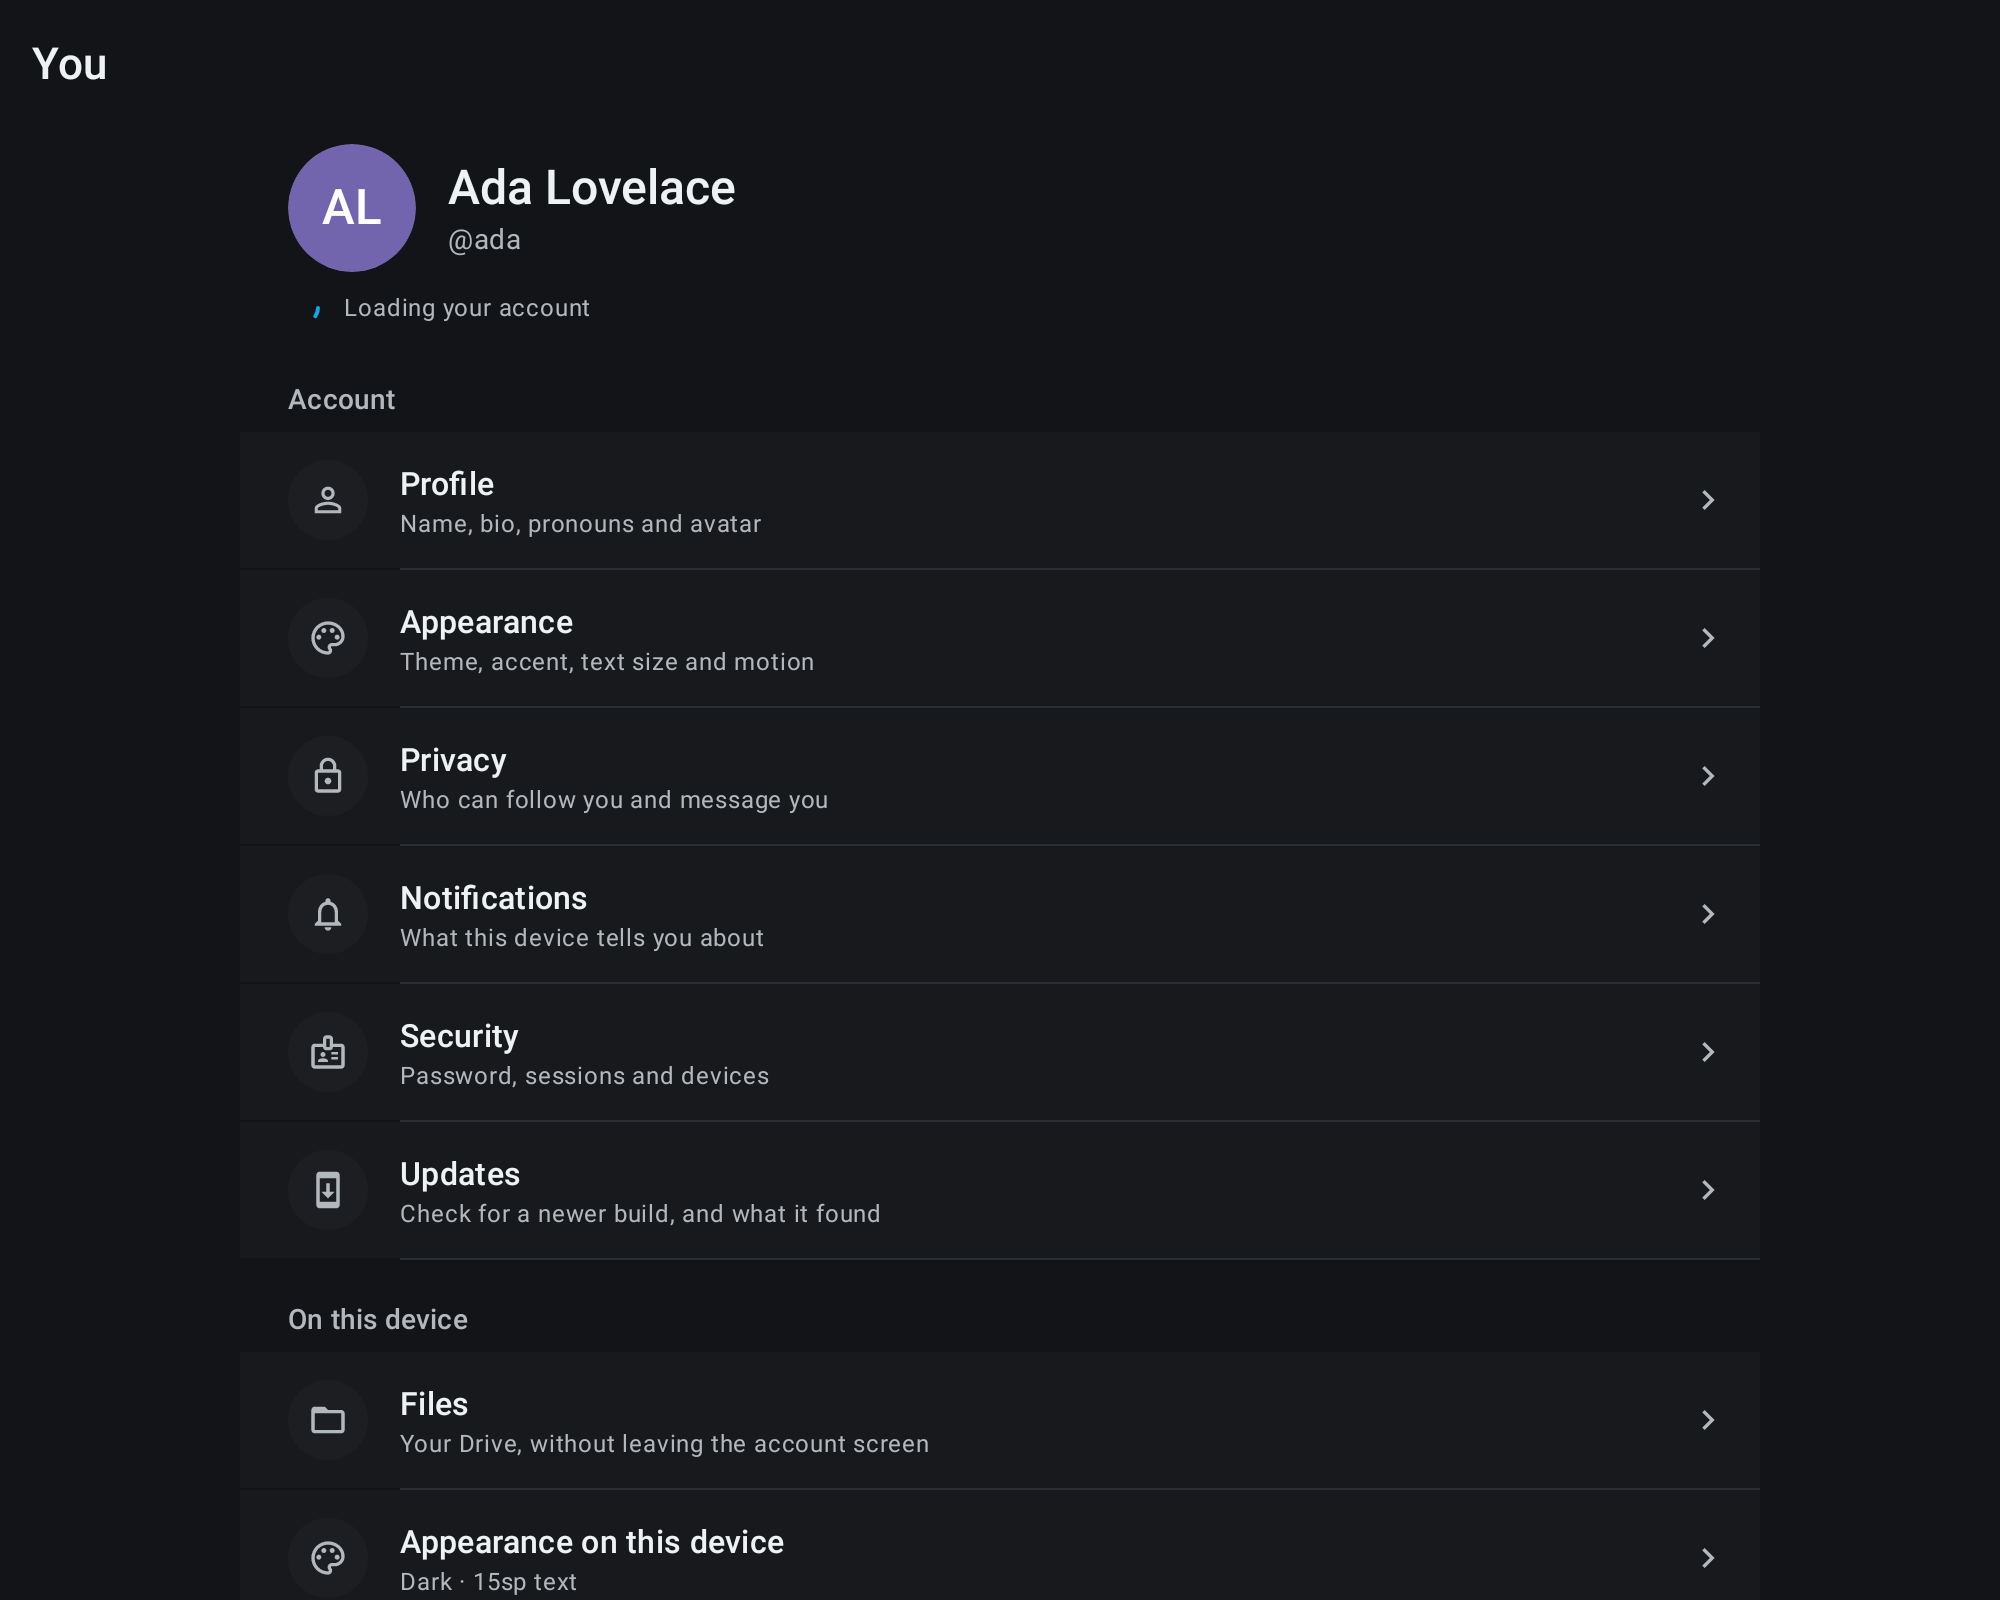 You
AL
Ada Lovelace
@ada
Loading your account
Account
Profile
Name, bio, pronouns and avatar
Appearance
Theme, accent, text size and motion
Privacy
Who can follow you and message you
Notifications
What this device tells you about
Security
Password, sessions and devices
Updates
Check for a newer build, and what it found
On this device
Files
Your Drive, without leaving the account screen
Appearance on this device
Dark · 15sp text